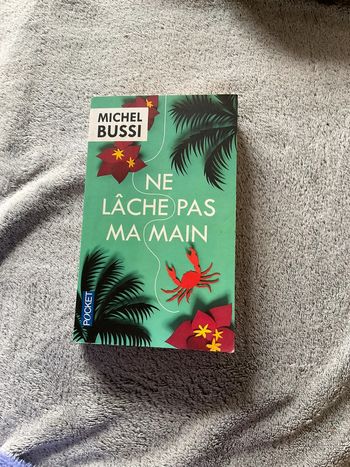 MICHEL
BUSSI
NE
LÂCHE PAS
MA MAIN
POCKET